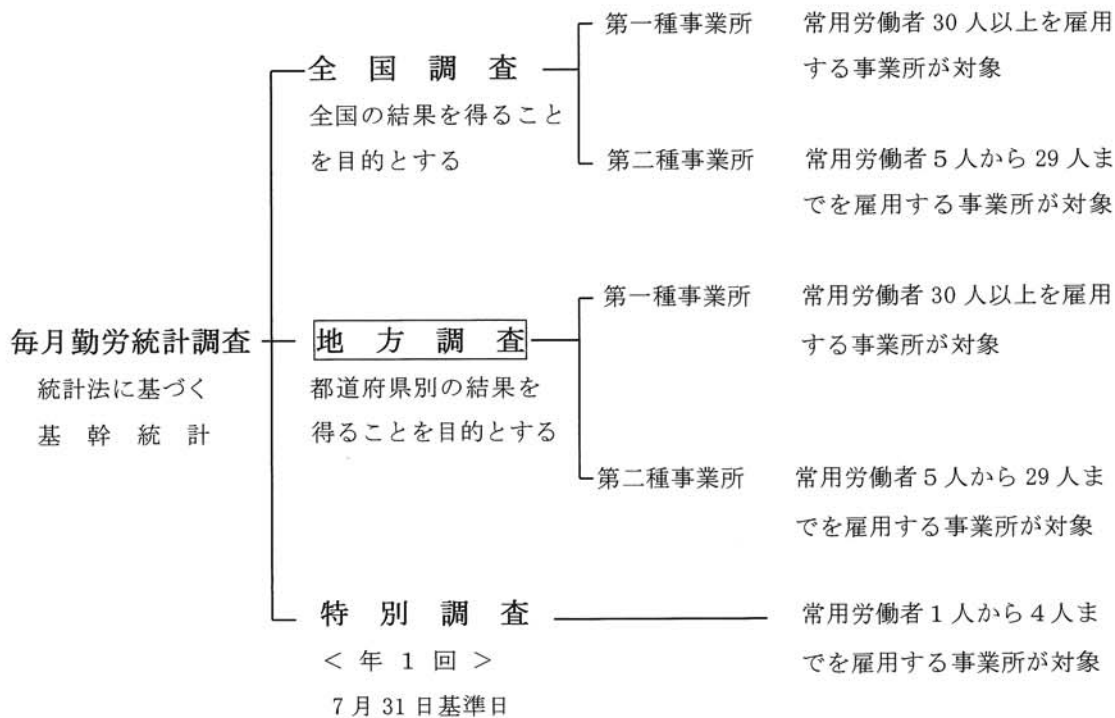 毎月勤労統計調査
統計法に基づく
基幹統計
全国調査
全国の結果を得ること
を目的とする
第一種事業所
常用労働者 30 人以上を雇用
する事業所が対象
第二種事業所
常用労働者 5 人から 29 人ま
でを雇用する事業所が対象
地方調査
都道府県別の結果を
得ることを目的とする
第一種事業所
常用労働者 30 人以上を雇用
する事業所が対象
第二種事業所
常用労働者 5 人から 29 人ま
でを雇用する事業所が対象
特別調査
< 年 1 回 >
7 月 31 日基準日
常用労働者 1 人から 4 人ま
でを雇用する事業所が対象